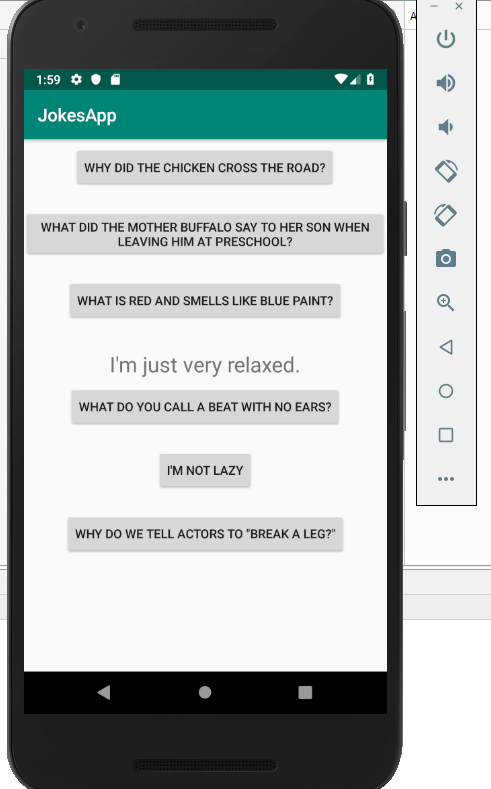 A
1:59
JokesApp
WHY DID THE CHICKEN CROSS THE ROAD?
WHAT DID THE MOTHER BUFFALO SAY TO HER SON WHEN
LEAVING HIM AT PRESCHOOL?
WHAT IS RED AND SMELLS LIKE BLUE PAINT?
I'm just very relaxed.
WHAT DO YOU CALL A BEAT WITH NO EARS?
I'M NOT LAZY
WHY DO WE TELL ACTORS TO "BREAK A LEG?"